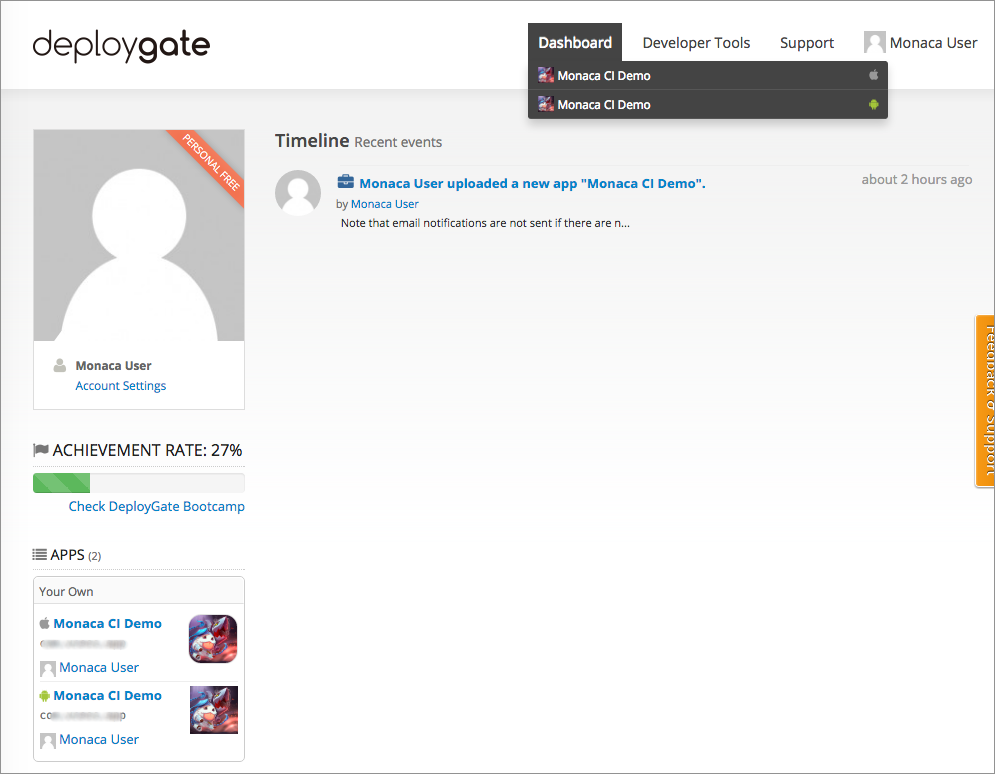 deploygate
Dashboard
Developer Tools
Support
Monaca User
Monaca CI Demo
Monaca CI Demo
PERSONAL FREE
Monaca User
Account Settings
ACHIEVEMENT RATE: 27%
Check DeployGate Bootcamp
APPS (2)
Your Own
Monaca CI Demo
Monaca User
Monaca CI Demo
Monaca User
Timeline Recent events
Monaca User uploaded a new app "Monaca CI Demo".
about 2 hours ago
by Monaca User
Note that email notifications are not sent if there are n...
Feedback & Support